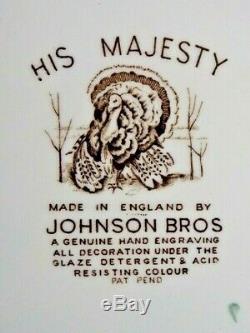 HIS MAJESTY
MADE IN ENGLAND BY
JOHNSON BROS
A GENUINE HAND ENGRAVING
ALL DECORATION UNDER THE
GLAZE DETERGENT & ACID
RESISTING COLOUR
PAT PEND